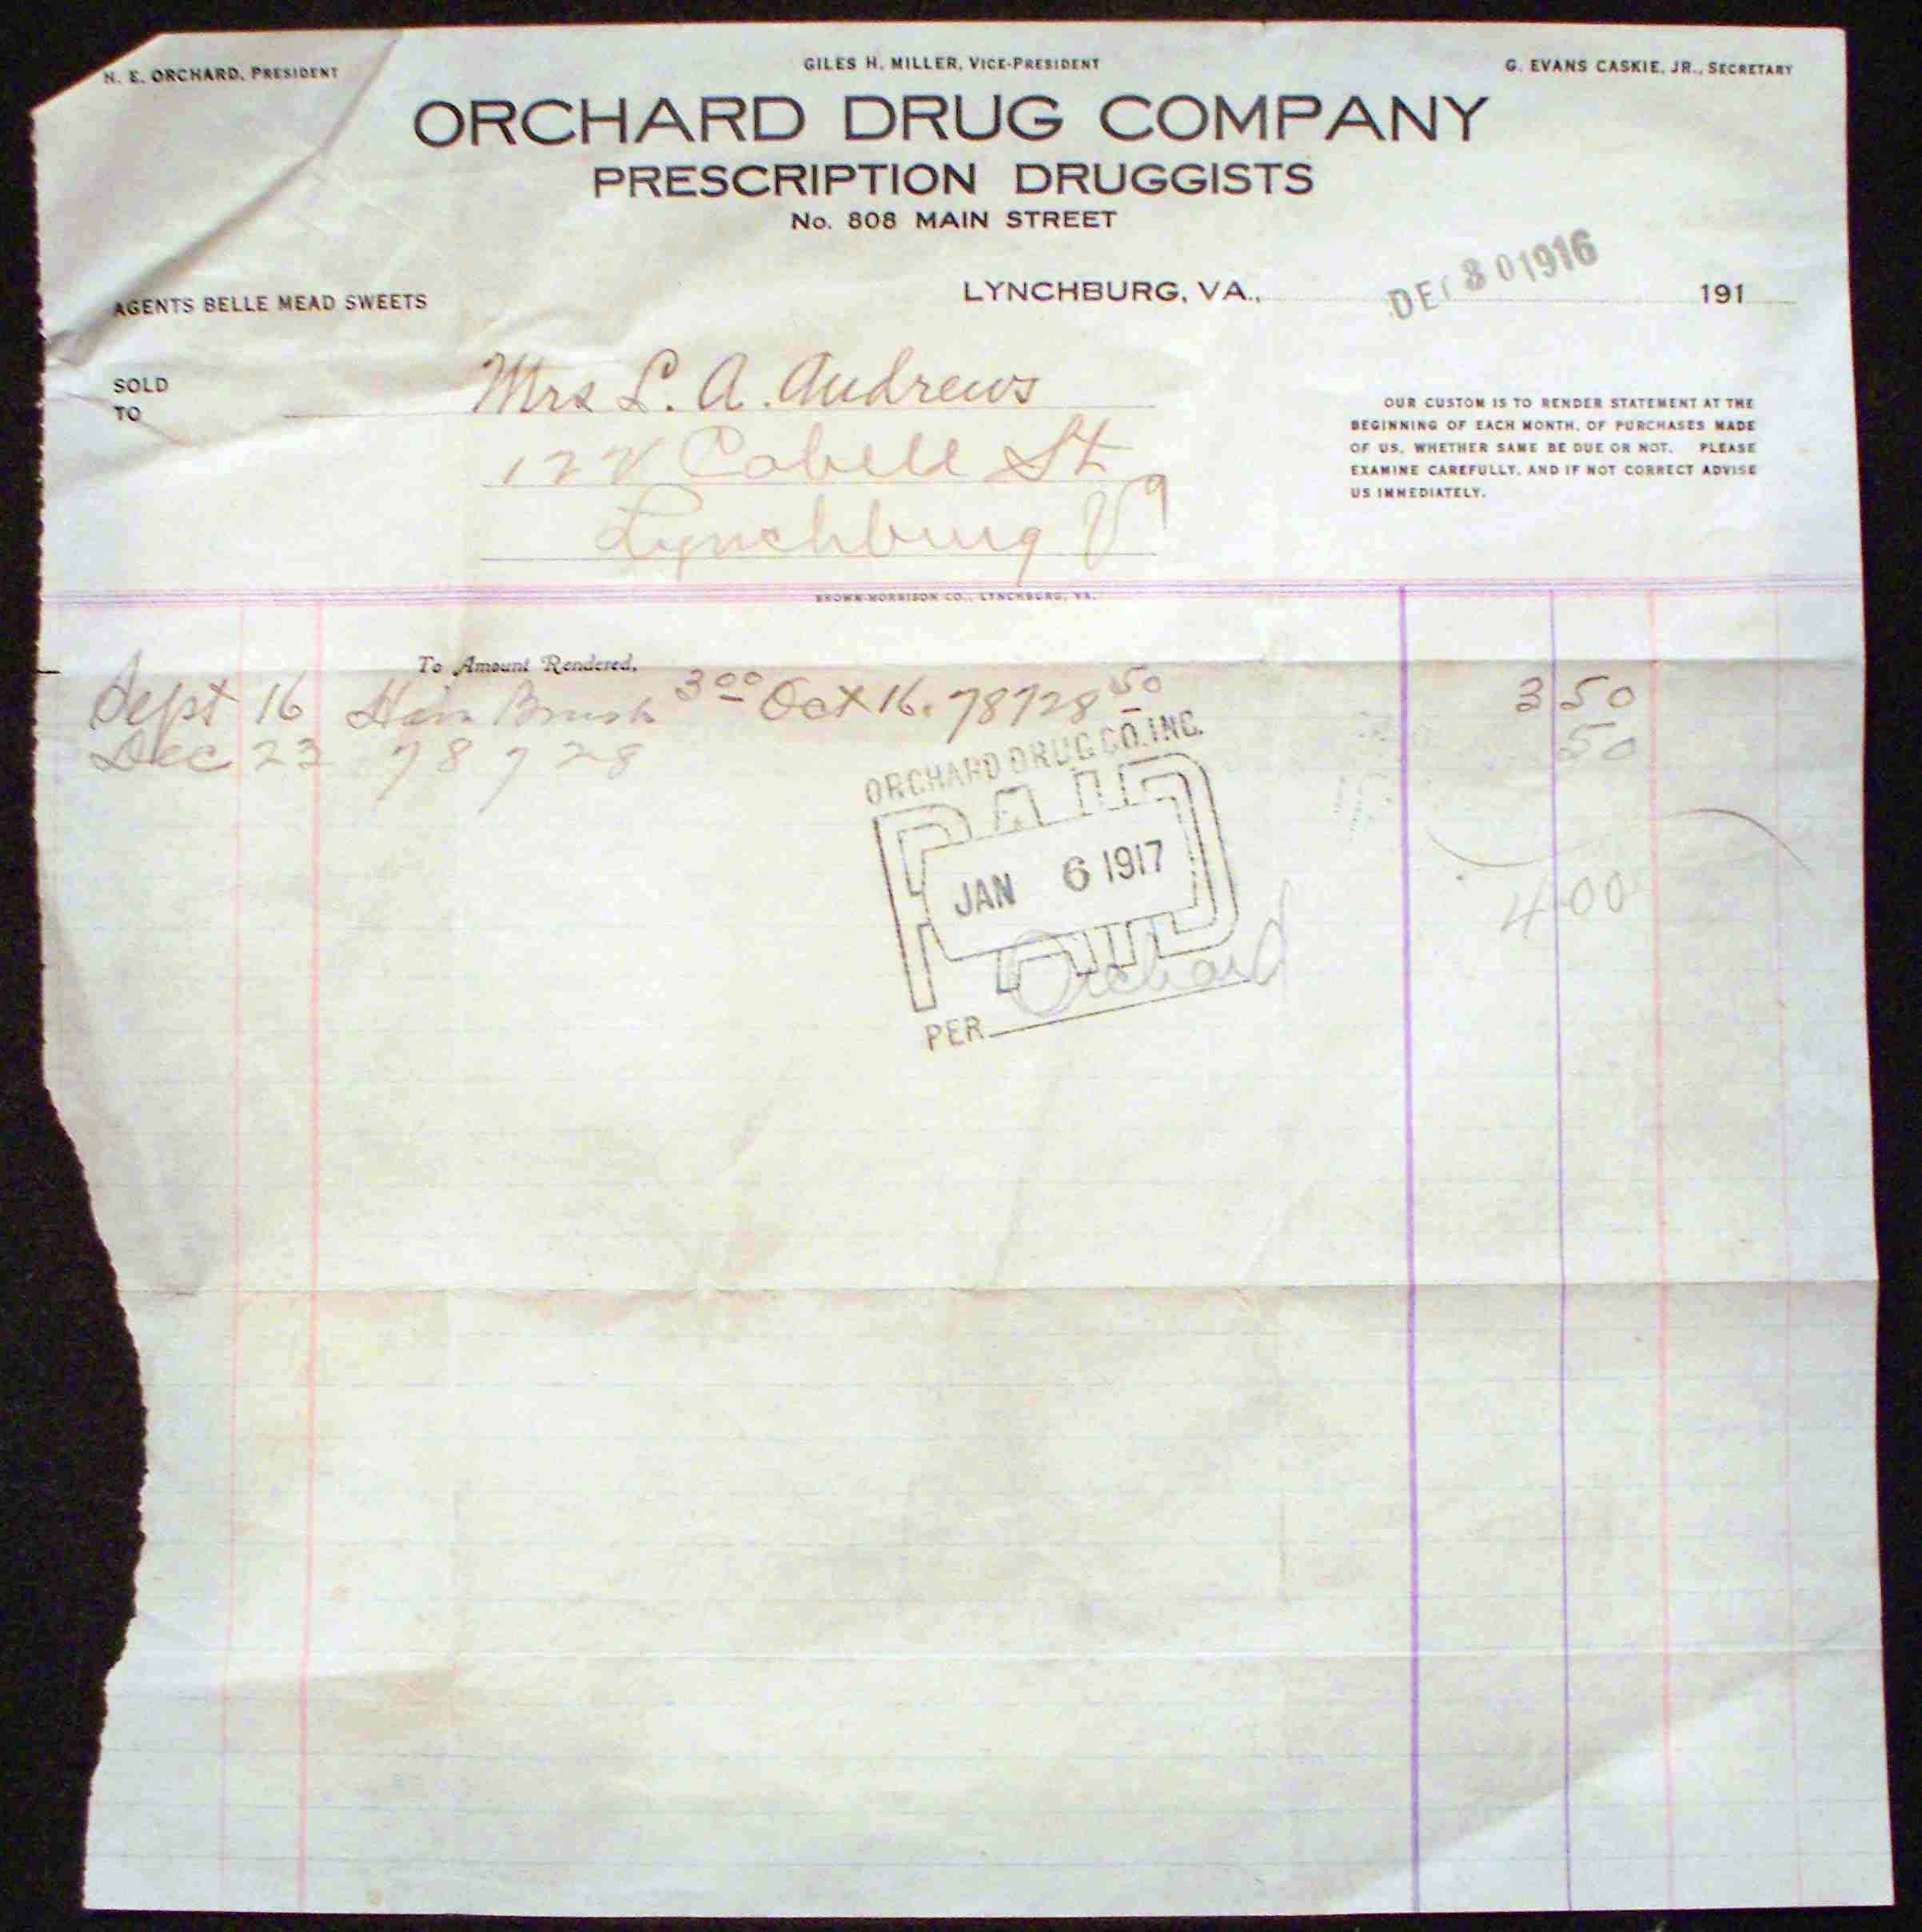 H. E. ORCHARD, PRESIDENT
GILES H. MILLER, VICE-PRESIDENT
G. EVANS CASKIE, JR., SECRETARY
ORCHARD DRUG COMPANY
PRESCRIPTION DRUGGISTS
No. 808 MAIN STREET
AGENTS BELLE MEAD SWEETS
LYNCHBURG, VA., DEC 30 1916 191
SOLD
TO
Mrs L. A. Andrews
122 Cabell St
Lynchburg Va
OUR CUSTOM IS TO RENDER STATEMENT AT THE
BEGINNING OF EACH MONTH, OF PURCHASES MADE
OF US, WHETHER SAME BE DUE OR NOT. PLEASE
EXAMINE CAREFULLY, AND IF NOT CORRECT ADVISE
US IMMEDIATELY.
BROWN-MORRISON CO., LYNCHBURG, VA.
To Amount Rendered,
Sept 16 Hair Brush 3 00 Oct 16. 78728 50 3 50
Dec 23 78728 50
ORCHARD DRUG CO. INC.
PAID
JAN 6 1917
4 00
PER Orchard